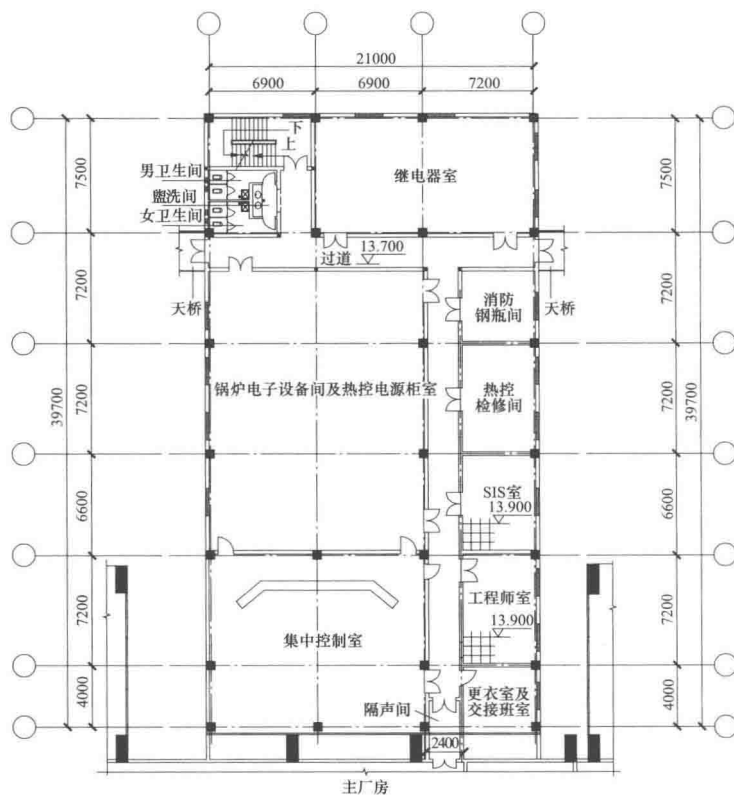 21000
6900
6900
7200
下
上
男卫生间
盥洗间
女卫生间
继电器室
7500
7500
13.700
过道
天桥
天桥
消防
钢瓶间
7200
7200
锅炉电子设备间及热控电源柜室
热控
检修间
7200
7200
39700
39700
SIS室
13.900
6600
6600
工程师室
13.900
7200
7200
集中控制室
更衣室及
交接班室
隔声间
4000
4000
2400
主厂房